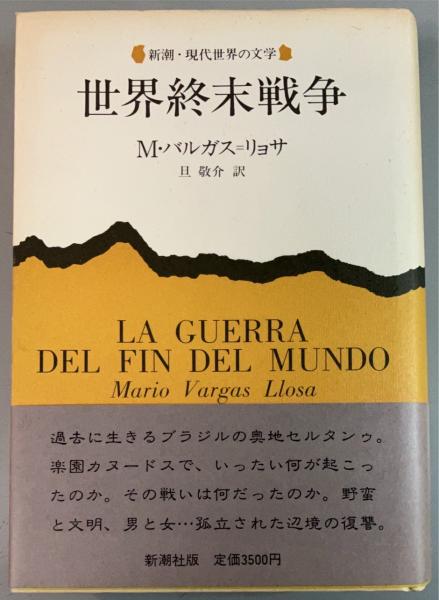 新潮・現代世界の文学
世界終末戦争
M・バルガス=リョサ
旦 敬介 訳
LA GUERRA
DEL FIN DEL MUNDO
Mario Vargas Llosa
過去に生きるブラジルの奥地セルタンゥ。
楽園カヌードスで、いったい何が起こっ
たのか。その戦いは何だったのか。野蛮
と文明、男と女…孤立された辺境の復讐。
新潮社版 定価3500円